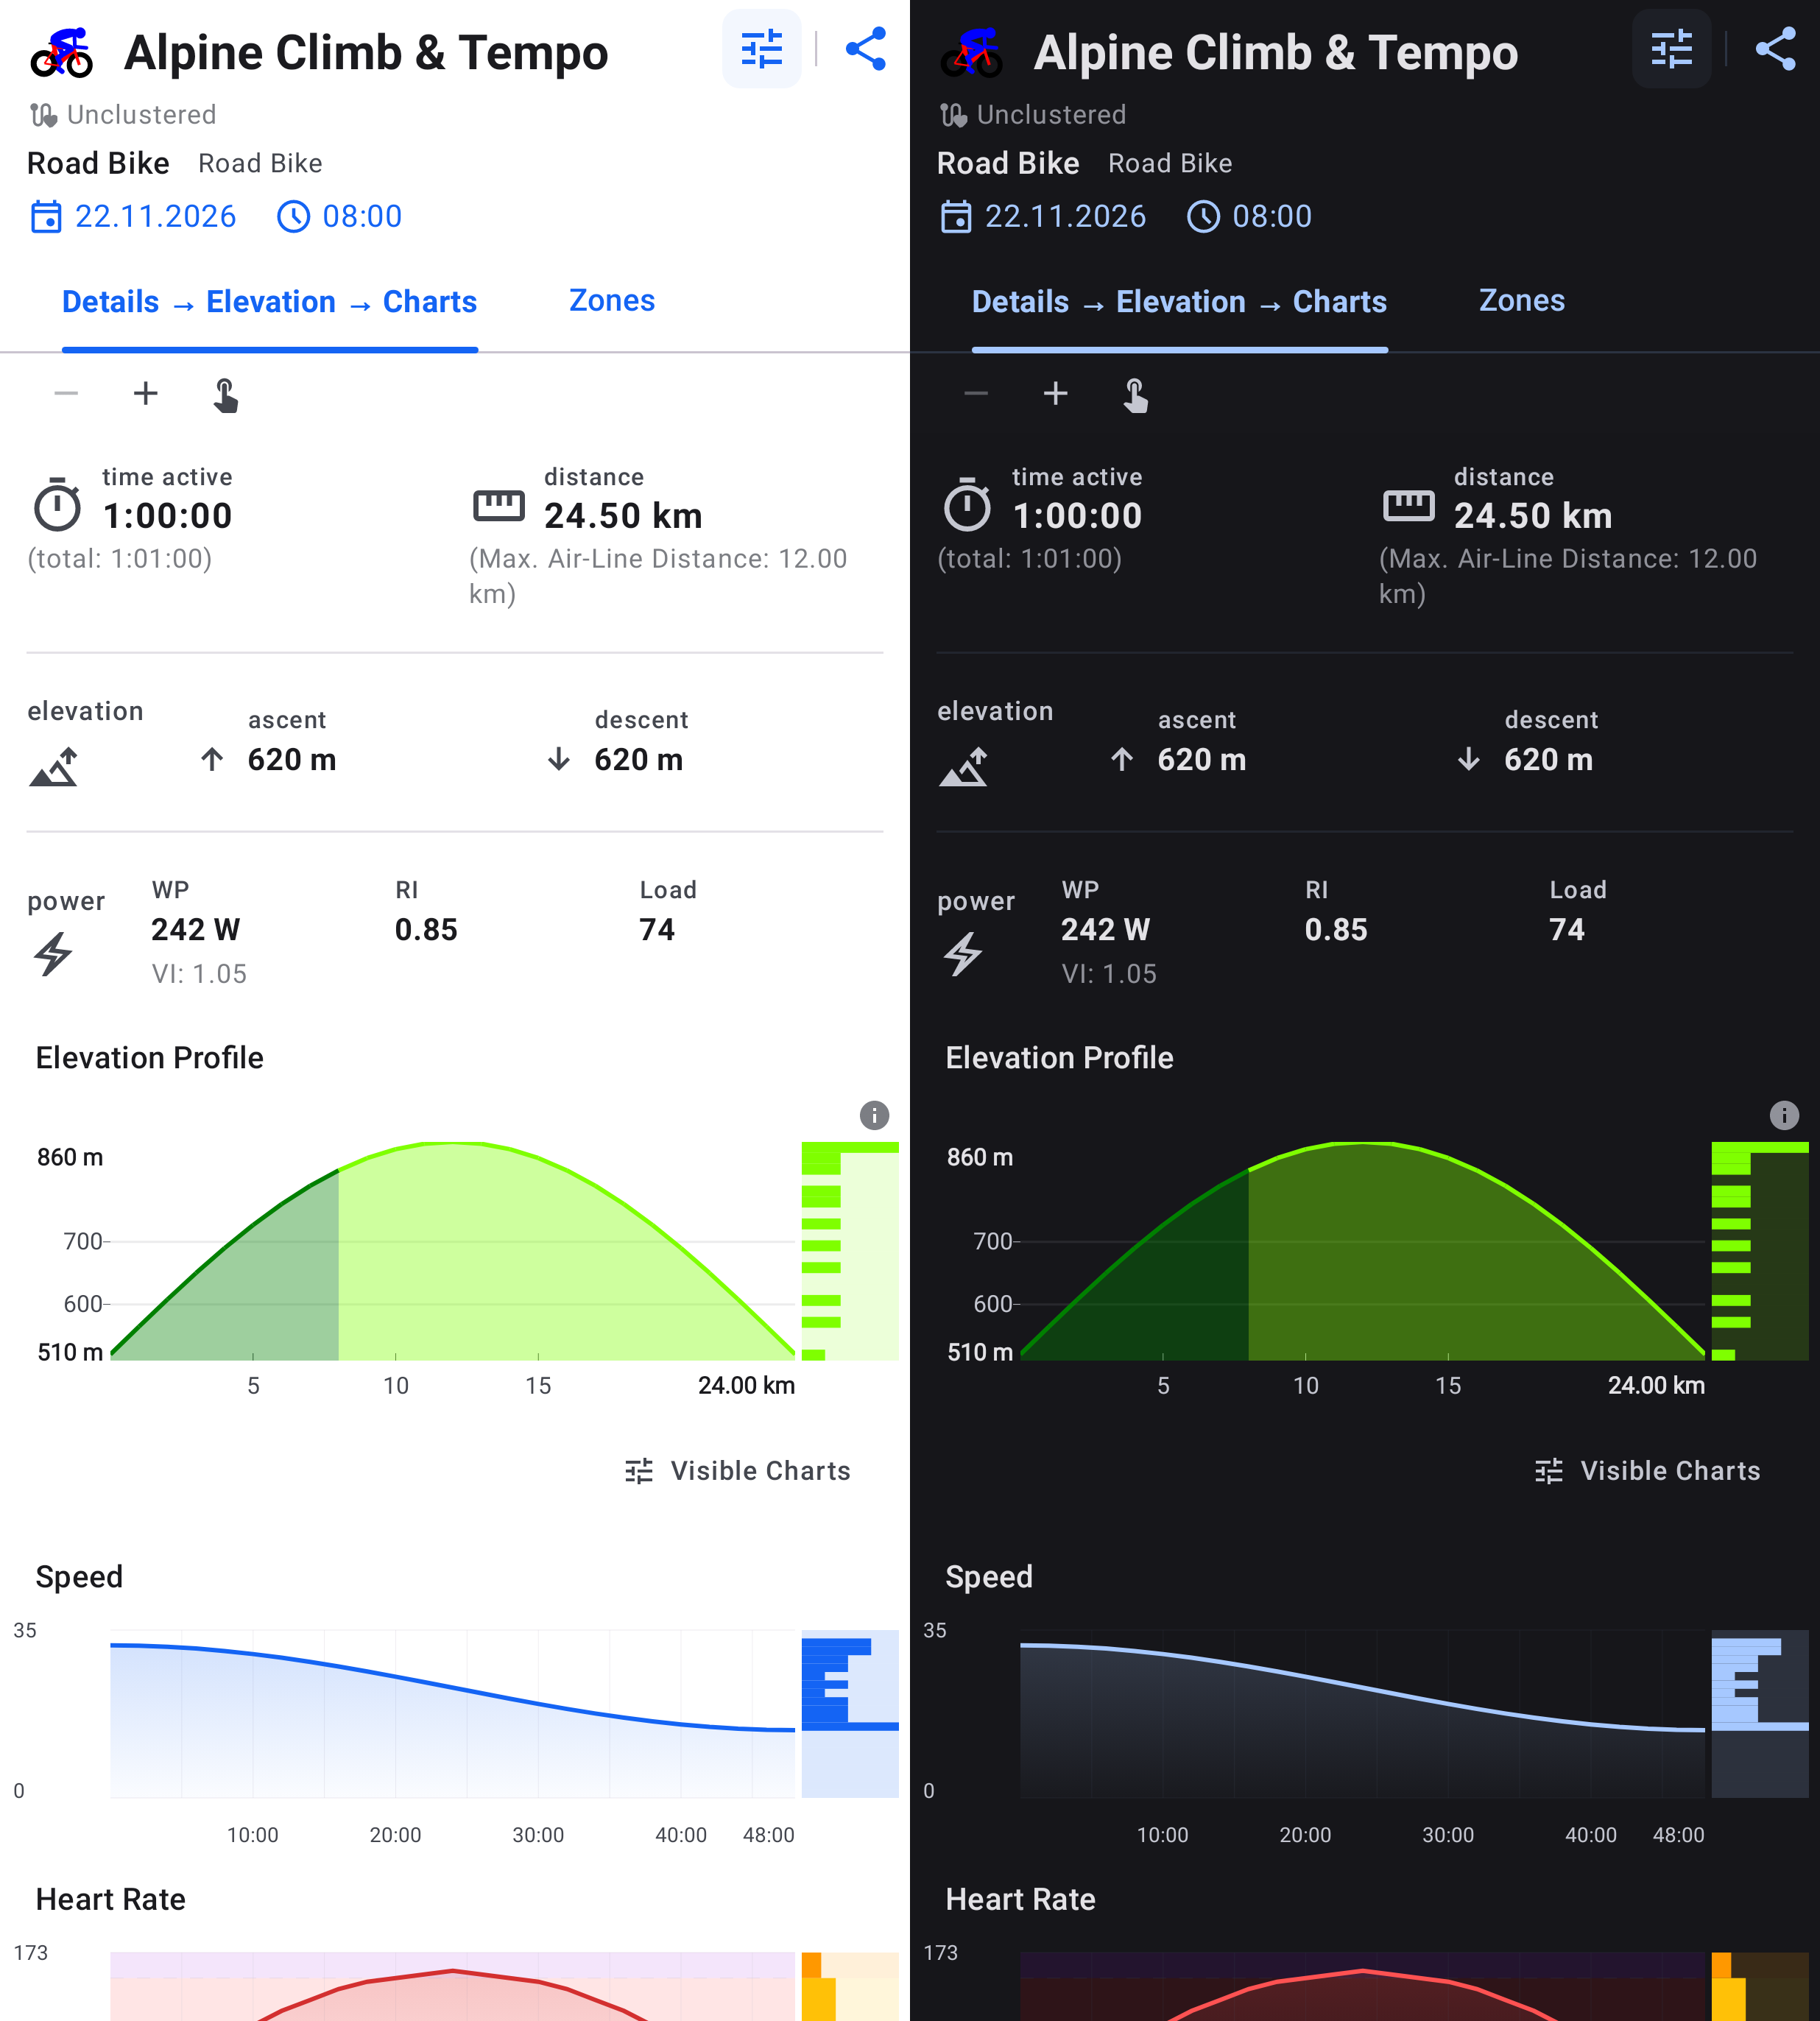 Alpine Climb & Tempo
Unclustered
Road Bike Road Bike
22.11.2026 08:00
Details → Elevation → Charts Zones
time active
1:00:00
(total: 1:01:00)
distance
24.50 km
(Max. Air-Line Distance: 12.00
km)
elevation
ascent
620 m
descent
620 m
power
WP
242 W
VI: 1.05
RI
0.85
Load
74
Elevation Profile
860 m
700
600
510 m
5 10 15 24.00 km
Visible Charts
Speed
35
0
10:00 20:00 30:00 40:00 48:00
Heart Rate
173
Alpine Climb & Tempo
Unclustered
Road Bike Road Bike
22.11.2026 08:00
Details → Elevation → Charts Zones
time active
1:00:00
(total: 1:01:00)
distance
24.50 km
(Max. Air-Line Distance: 12.00
km)
elevation
ascent
620 m
descent
620 m
power
WP
242 W
VI: 1.05
RI
0.85
Load
74
Elevation Profile
860 m
700
600
510 m
5 10 15 24.00 km
Visible Charts
Speed
35
0
10:00 20:00 30:00 40:00 48:00
Heart Rate
173